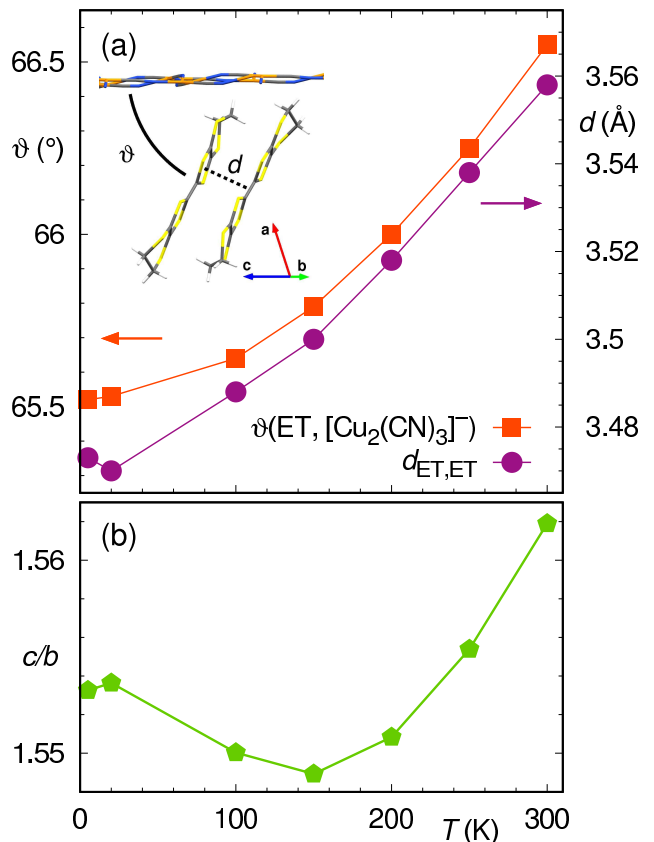 (a)
66.5
66
65.5
ϑ (°)
ϑ
d
a
c
b
3.56
3.54
3.52
3.5
3.48
d (Å)
ϑ(ET, [Cu₂(CN)₃]⁻)
d_ET,ET
(b)
1.56
1.55
c/b
0
100
200
300
T (K)